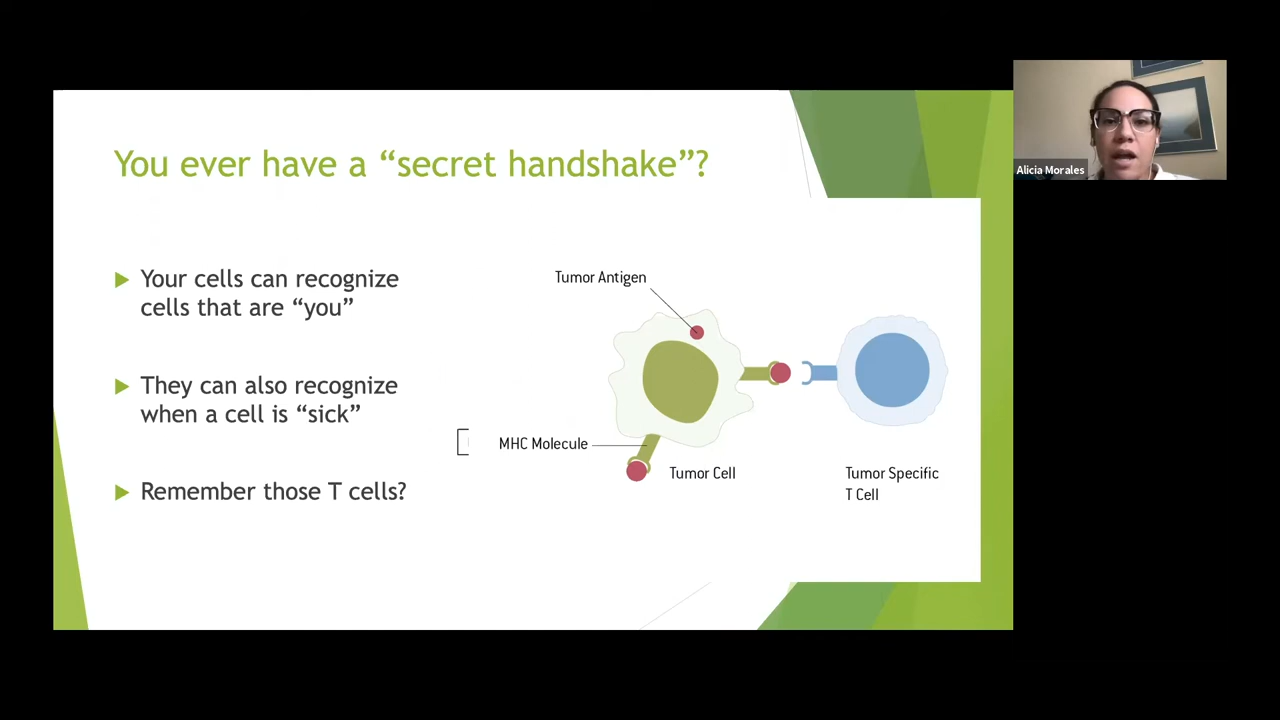 You ever have a “secret handshake”?
Your cells can recognize
cells that are “you”
They can also recognize
when a cell is “sick”
Remember those T cells?
Tumor Antigen
MHC Molecule
Tumor Cell
Tumor Specific
T Cell
Alicia Morales